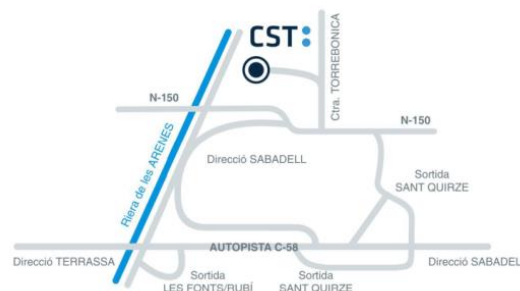 CST
Ctra. TORREBONICA
N-150
N-150
Riera de les ARENES
Direcció SABADELL
Sortida
SANT QUIRZE
AUTOPISTA C-58
Direcció TERRASSA
Direcció SABADEL
Sortida
LES FONTS/RUBÍ
Sortida
SANT QUIRZE